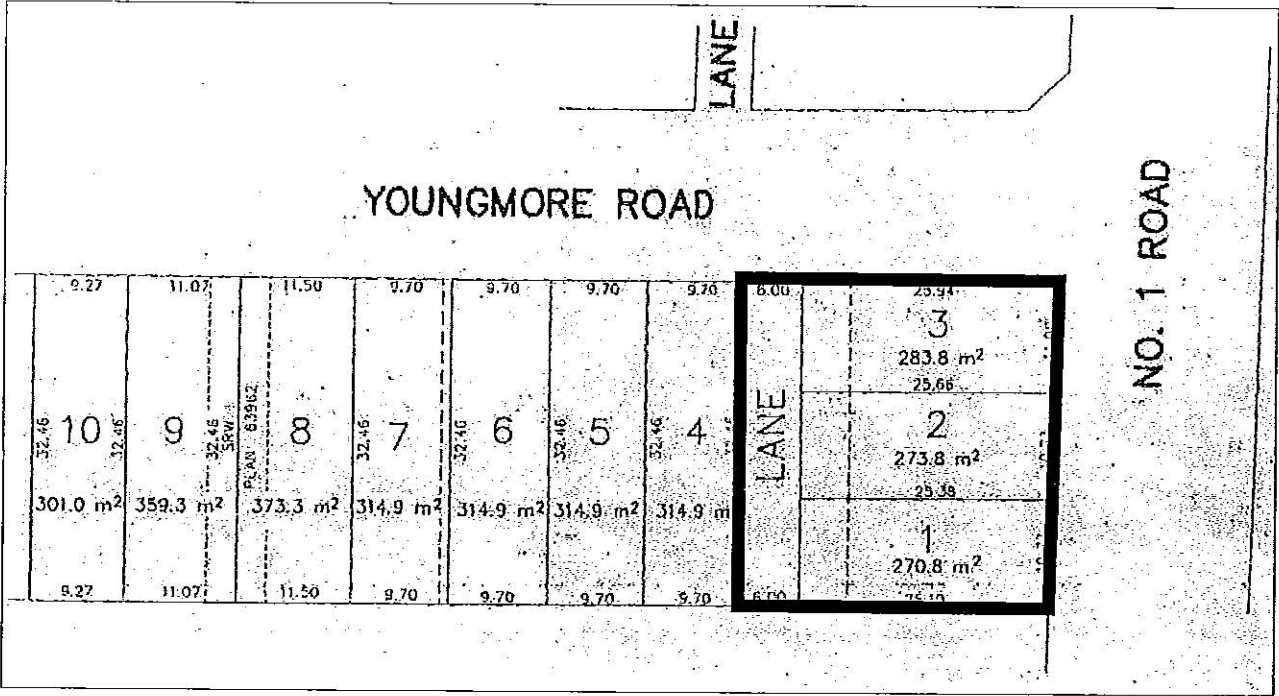 LANE
YOUNGMORE ROAD
NO. 1 ROAD
9.27 11.07 11.50 9.70 9.70 9.70 9.70 6.00 25.94
3
283.8 m²
25.66
32.46 10 32.46 9 32.46 SRW PLAN 63962 8 32.46 7 32.46 6 32.46 5 32.46 4 LANE 2
273.8 m²
25.39
301.0 m² 359.3 m² 373.3 m² 314.9 m² 314.9 m² 314.9 m² 314.9 m
1
270.8 m²
9.27 11.07 11.50 9.70 9.70 9.70 9.70 6.00